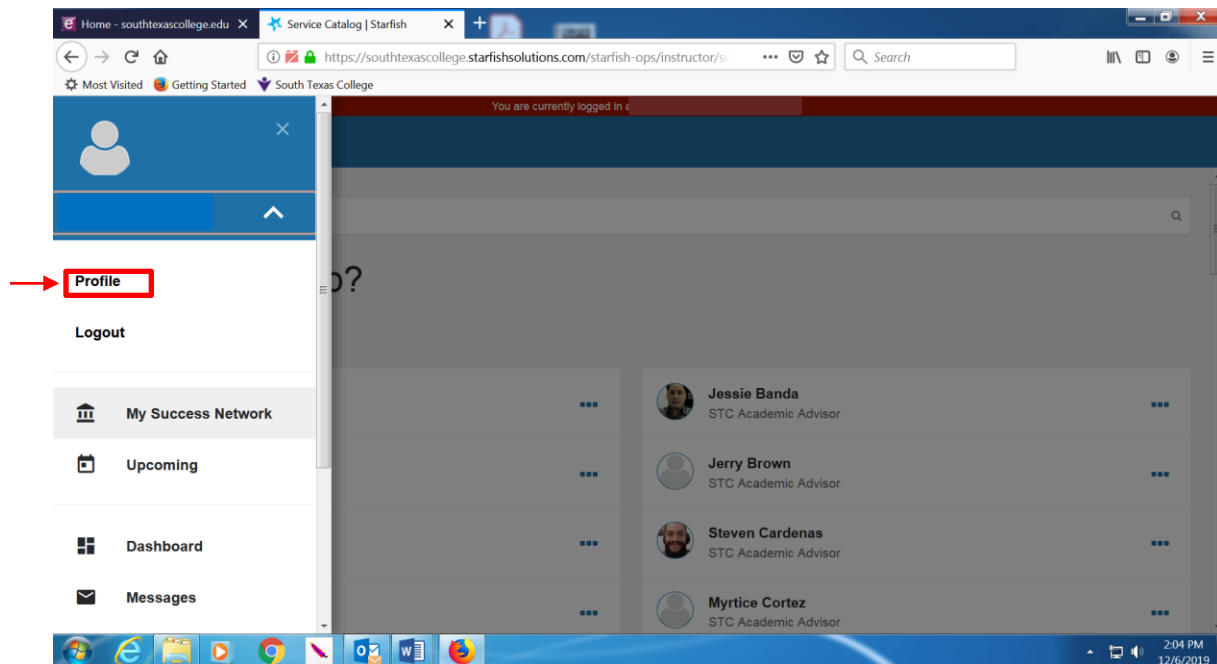 Home - southtexascollege.edu
Service Catalog | Starfish
https://southtexascollege.starfishsolutions.com/starfish-ops/instructor/se
Search
Most Visited
Getting Started
South Texas College
You are currently logged in a
Profile
Logout
My Success Network
Upcoming
Dashboard
Messages
p?
Jessie Banda
STC Academic Advisor
Jerry Brown
STC Academic Advisor
Steven Cardenas
STC Academic Advisor
Myrtice Cortez
STC Academic Advisor
2:04 PM
12/6/2019